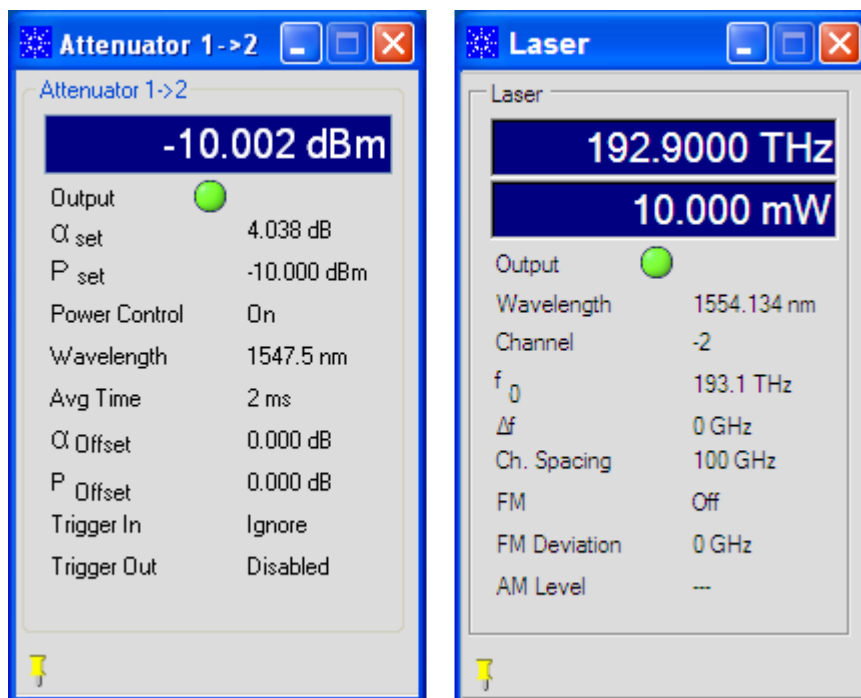 Attenuator 1->2
Attenuator 1->2
-10.002 dBm
Output
α set 4.038 dB
P set -10.000 dBm
Power Control On
Wavelength 1547.5 nm
Avg Time 2 ms
α Offset 0.000 dB
P Offset 0.000 dB
Trigger In Ignore
Trigger Out Disabled
Laser
Laser
192.9000 THz
10.000 mW
Output
Wavelength 1554.134 nm
Channel -2
f 0 193.1 THz
Δf 0 GHz
Ch. Spacing 100 GHz
FM Off
FM Deviation 0 GHz
AM Level ---